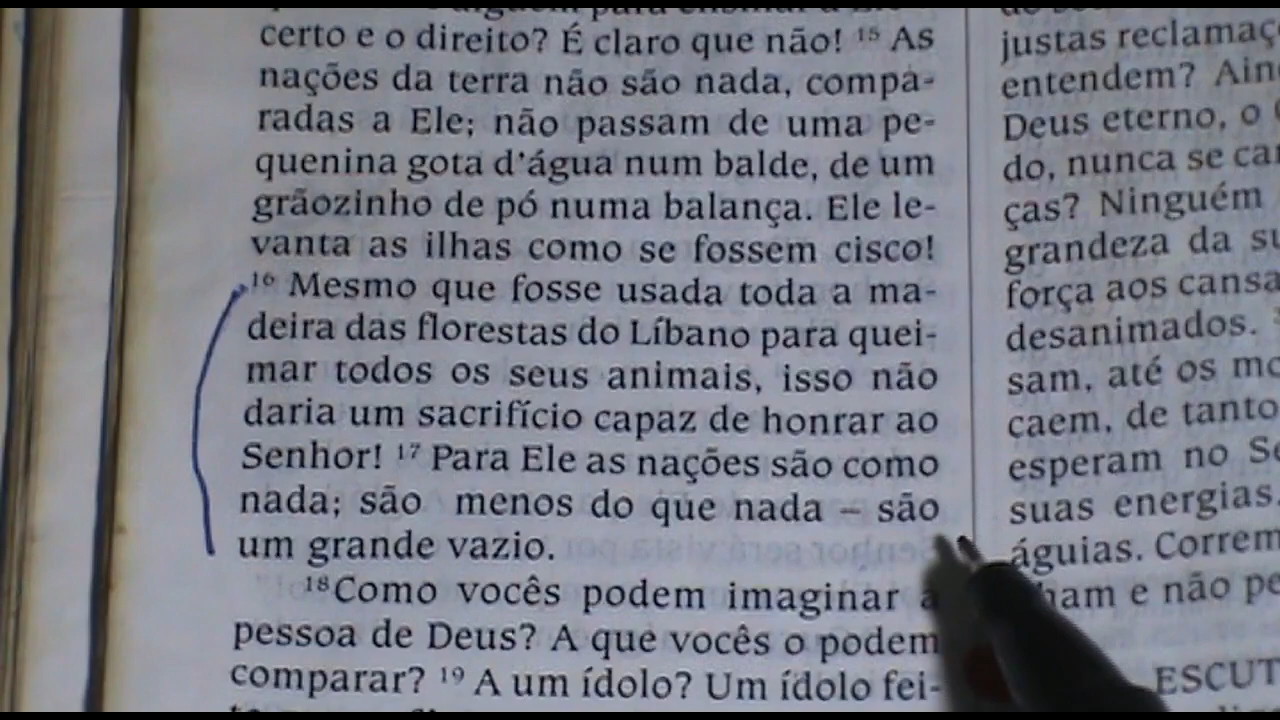 certo e o direito? É claro que não! ¹⁵ As
nações da terra não são nada, compa-
radas a Ele; não passam de uma pe-
quenina gota d'água num balde, de um
grãozinho de pó numa balança. Ele le-
vanta as ilhas como se fossem cisco!
¹⁶ Mesmo que fosse usada toda a ma-
deira das florestas do Líbano para quei-
mar todos os seus animais, isso não
daria um sacrifício capaz de honrar ao
Senhor! ¹⁷ Para Ele as nações são como
nada; são menos do que nada – são
um grande vazio.
¹⁸Como vocês podem imaginar a
pessoa de Deus? A que vocês o podem
comparar? ¹⁹ A um ídolo? Um ídolo fei-
justas reclamaç
entendem? Ain
Deus eterno, o
do, nunca se ca
ças? Ninguém
grandeza da su
força aos cansa
desanimados.
sam, até os mo
caem, de tanto
esperam no Se
suas energias.
águias. Correm
ham e não pe
ESCUT